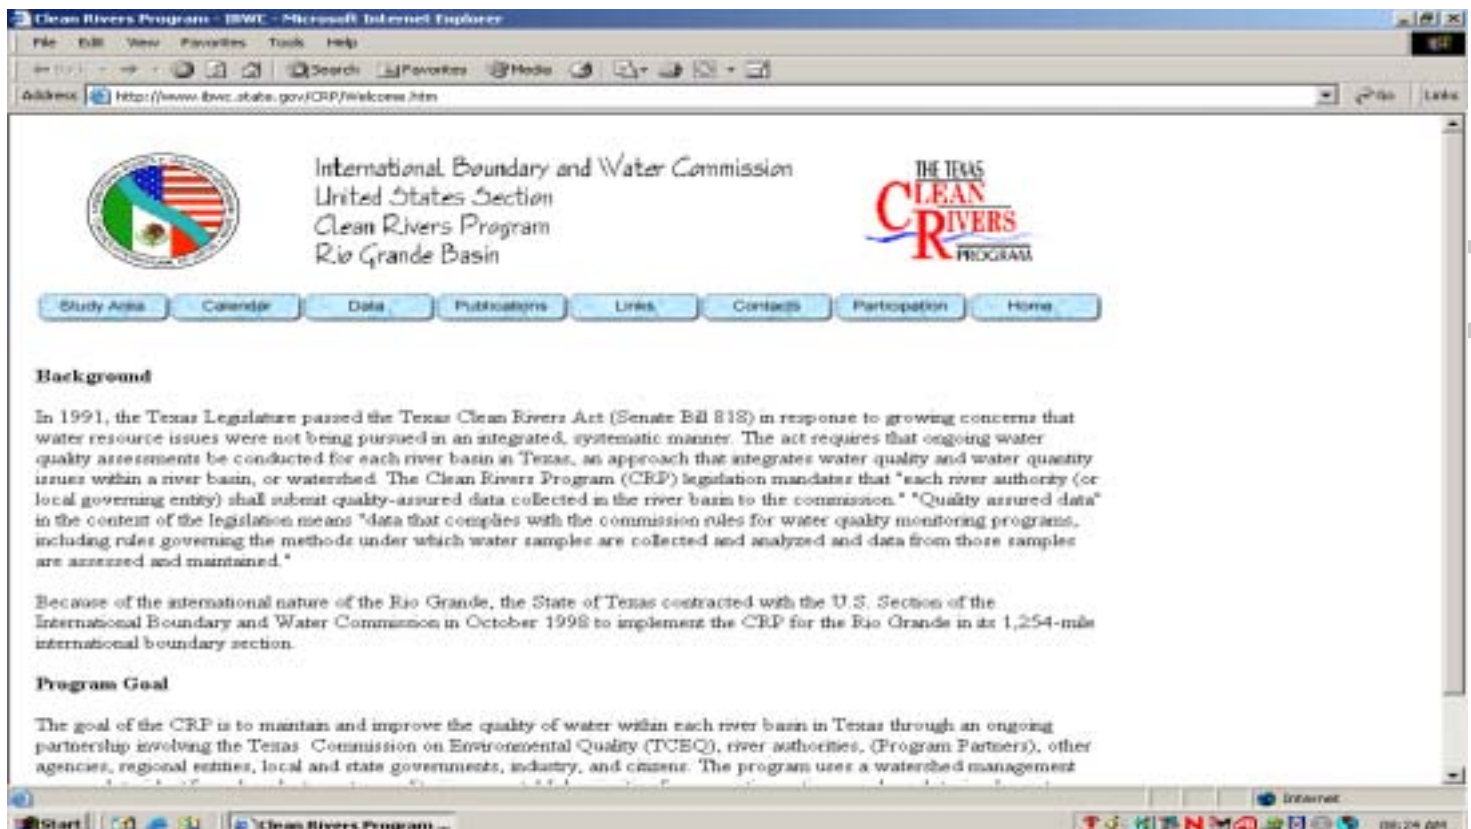 Clean Rivers Program - IBWC - Microsoft Internet Explorer
File Edit View Favorites Tools Help
Search Favorites Media
Address http://www.ibwc.state.gov/CRP/Welcome.htm Go Links
International Boundary and Water Commission
United States Section
Clean Rivers Program
Rio Grande Basin
THE TEXAS
CLEAN
RIVERS
PROGRAM
Study Area Calendar Data Publications Links Contacts Participation Home
Background
In 1991, the Texas Legislature passed the Texas Clean Rivers Act (Senate Bill 818) in response to growing concerns that
water resource issues were not being pursued in an integrated, systematic manner. The act requires that ongoing water
quality assessments be conducted for each river basin in Texas, an approach that integrates water quality and water quantity
issues within a river basin, or watershed. The Clean Rivers Program (CRP) legislation mandates that "each river authority (or
local governing entity) shall submit quality-assured data collected in the river basin to the commission." "Quality assured data"
in the context of the legislation means "data that complies with the commission rules for water quality monitoring programs,
including rules governing the methods under which water samples are collected and analyzed and data from those samples
are assessed and maintained."
Because of the international nature of the Rio Grande, the State of Texas contracted with the U.S. Section of the
International Boundary and Water Commission in October 1998 to implement the CRP for the Rio Grande in its 1,254-mile
international boundary section.
Program Goal
The goal of the CRP is to maintain and improve the quality of water within each river basin in Texas through an ongoing
partnership involving the Texas Commission on Environmental Quality (TCEQ), river authorities, (Program Partners), other
agencies, regional entities, local and state governments, industry, and citizens. The program uses a watershed management
Internet
Start Clean Rivers Program ... 08:24 AM